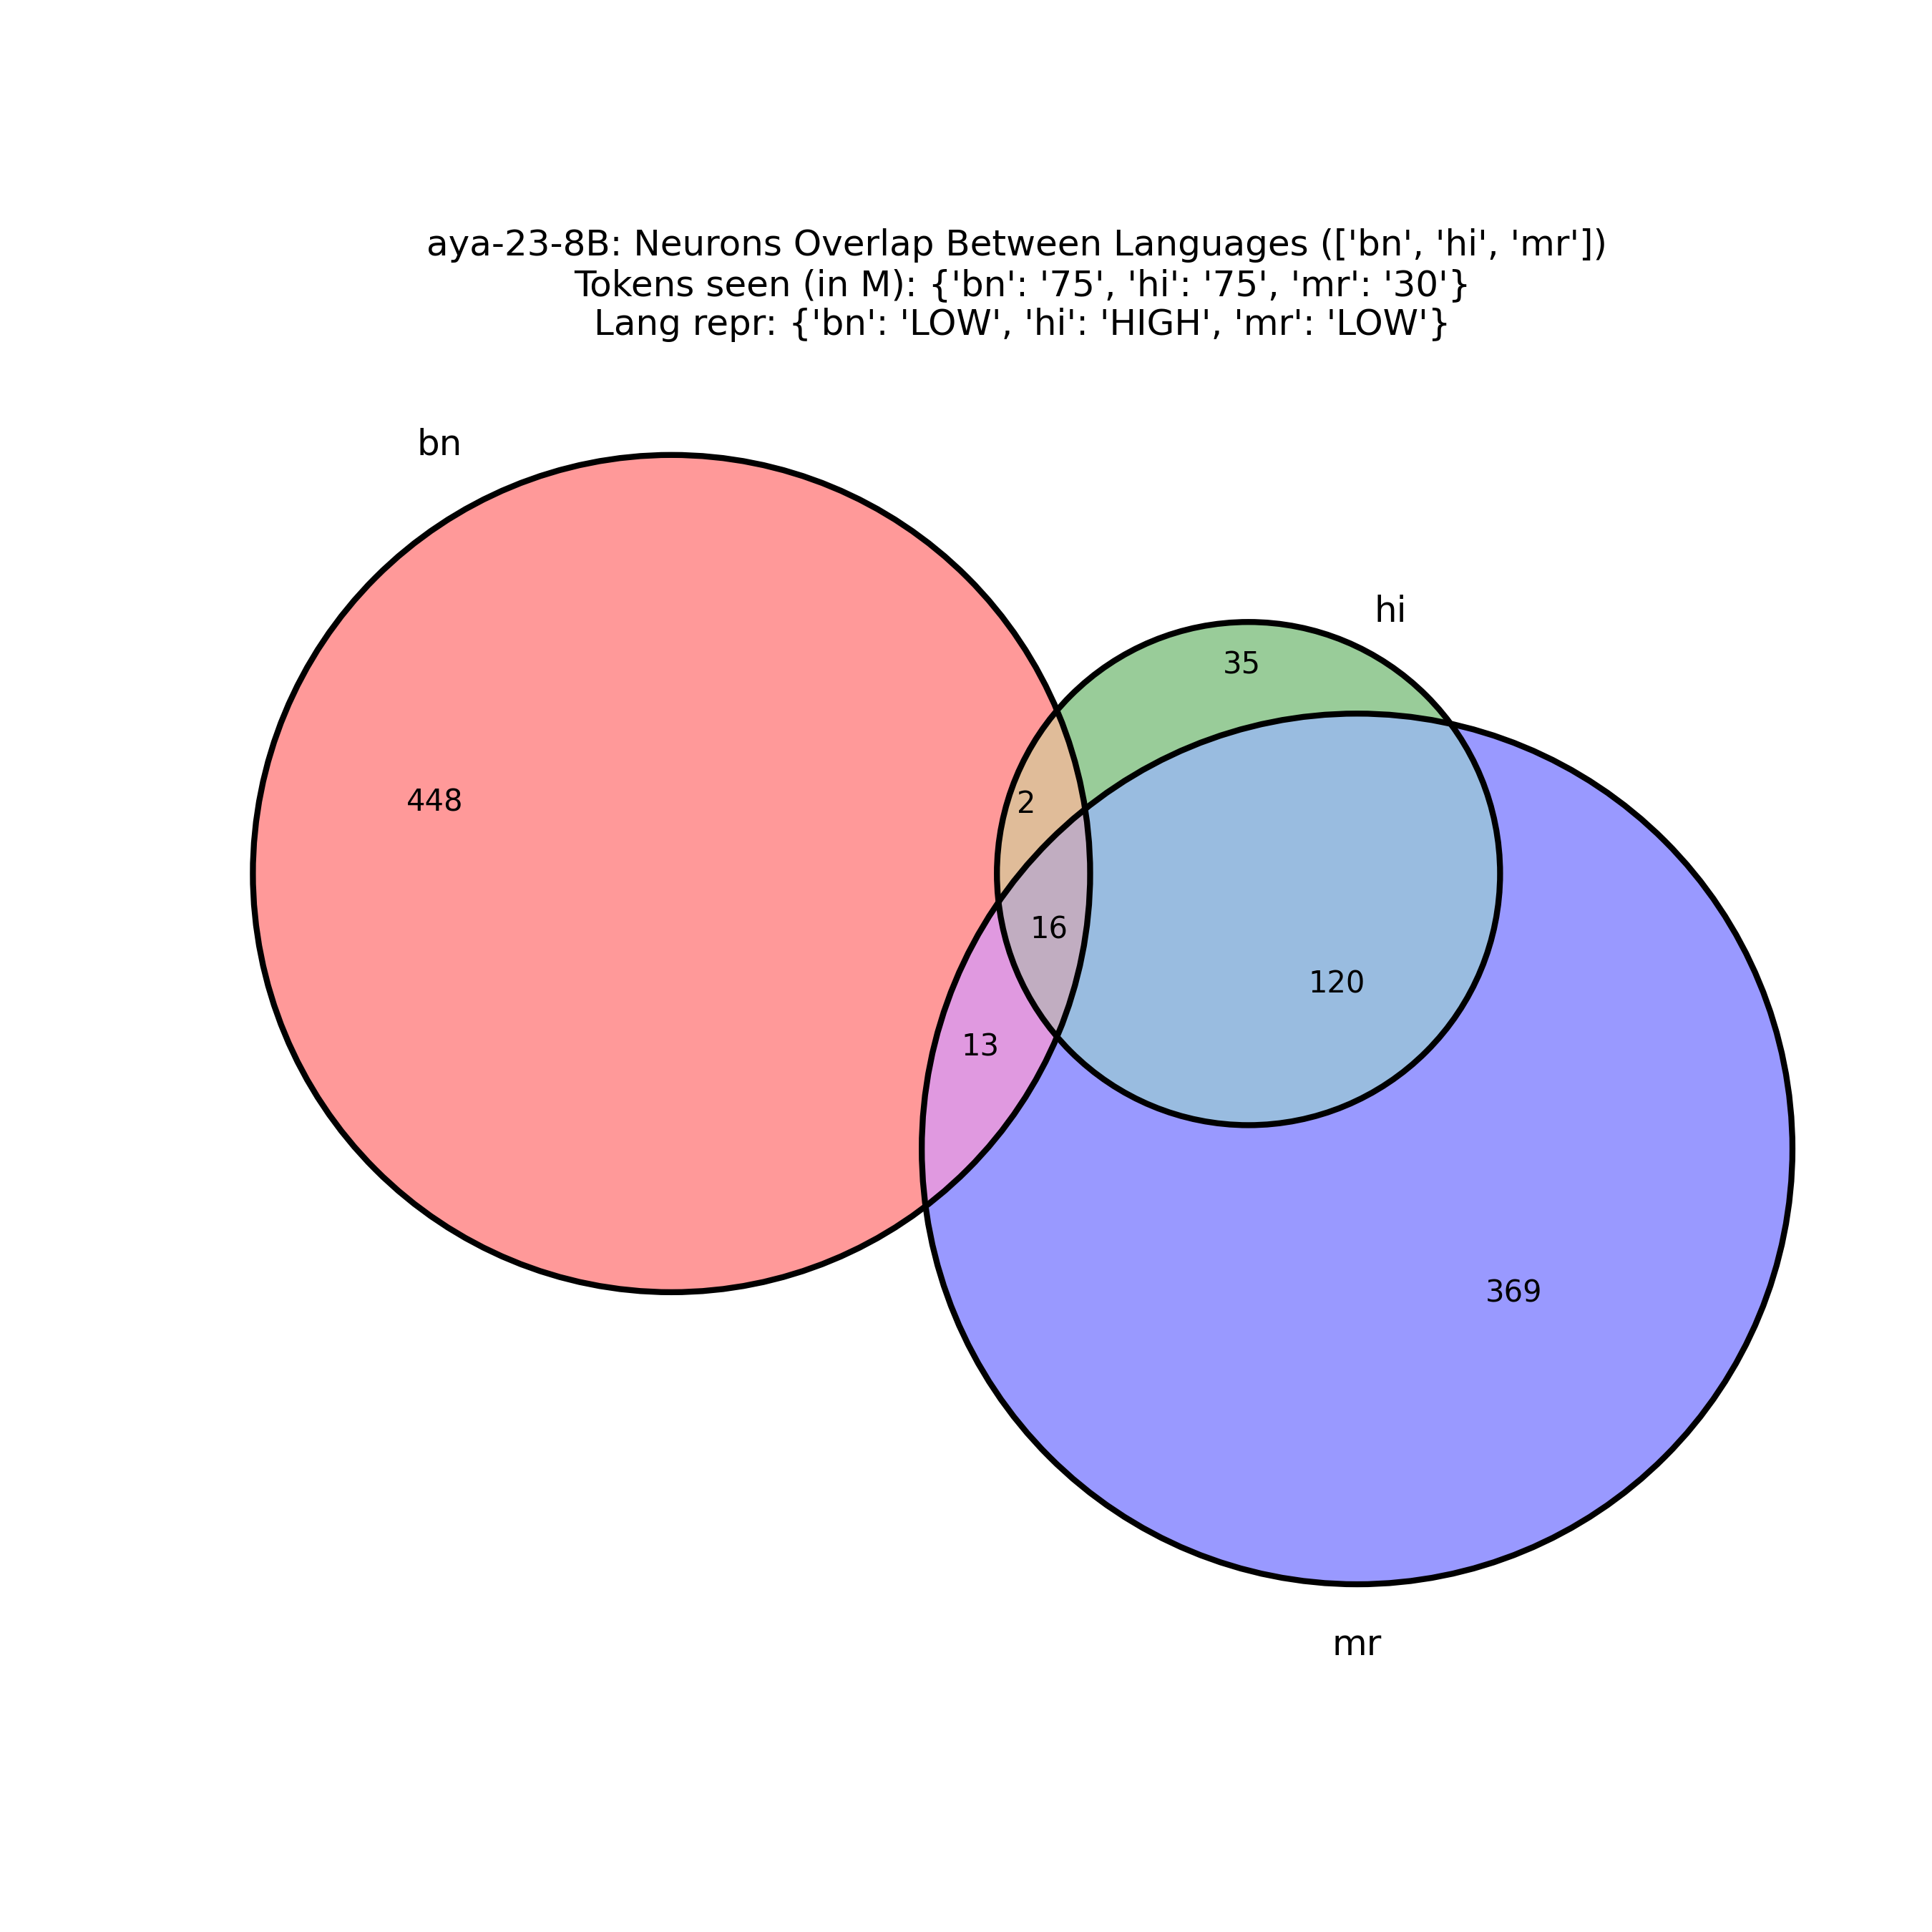 aya-23-8B: Neurons Overlap Between Languages (['bn', 'hi', 'mr'])
Tokens seen (in M): {'bn': '75', 'hi': '75', 'mr': '30'}
Lang repr: {'bn': 'LOW', 'hi': 'HIGH', 'mr': 'LOW'}
bn
hi
35
448
2
16
120
13
369
mr